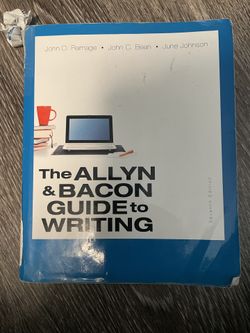 John D. Ramage • John C. Bean • June Johnson
The ALLYN
& BACON
GUIDE to
WRITING
Seventh Edition